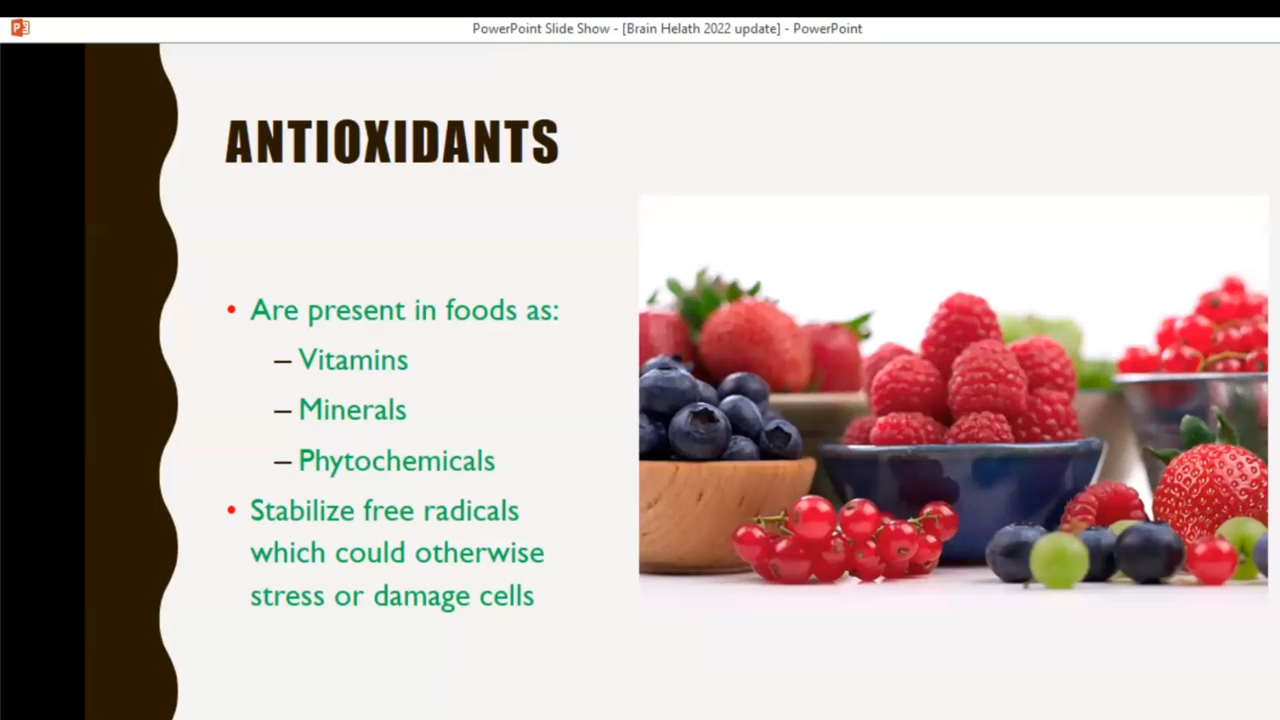 PowerPoint Slide Show - [Brain Helath 2022 update] - PowerPoint
ANTIOXIDANTS
• Are present in foods as:
– Vitamins
– Minerals
– Phytochemicals
• Stabilize free radicals
which could otherwise
stress or damage cells